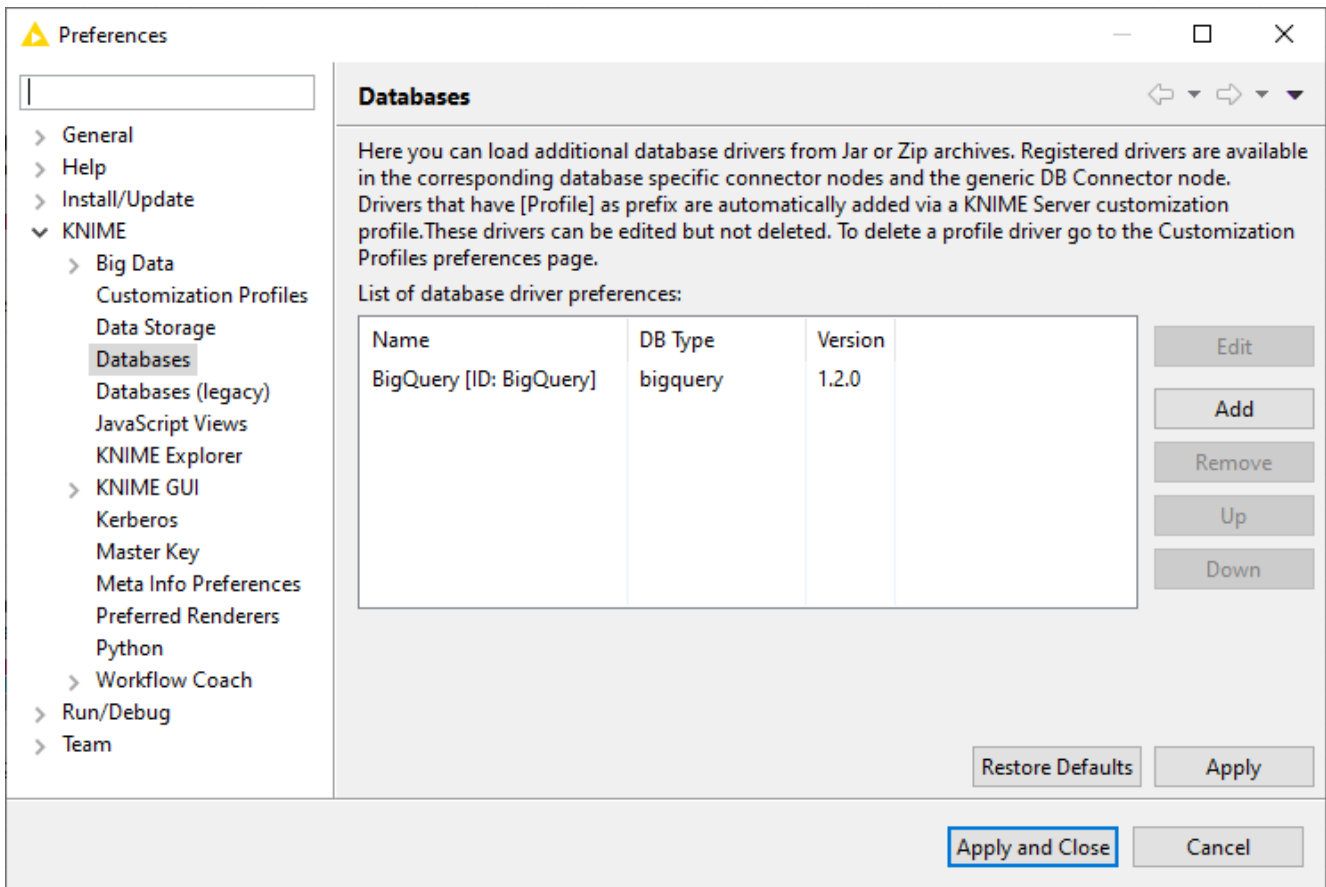 Preferences
General
Help
Install/Update
KNIME
Big Data
Customization Profiles
Data Storage
Databases
Databases (legacy)
JavaScript Views
KNIME Explorer
KNIME GUI
Kerberos
Master Key
Meta Info Preferences
Preferred Renderers
Python
Workflow Coach
Run/Debug
Team
Databases
Here you can load additional database drivers from Jar or Zip archives. Registered drivers are available
in the corresponding database specific connector nodes and the generic DB Connector node.
Drivers that have [Profile] as prefix are automatically added via a KNIME Server customization
profile.These drivers can be edited but not deleted. To delete a profile driver go to the Customization
Profiles preferences page.
List of database driver preferences:
Name DB Type Version
BigQuery [ID: BigQuery] bigquery 1.2.0
Edit
Add
Remove
Up
Down
Restore Defaults Apply
Apply and Close Cancel